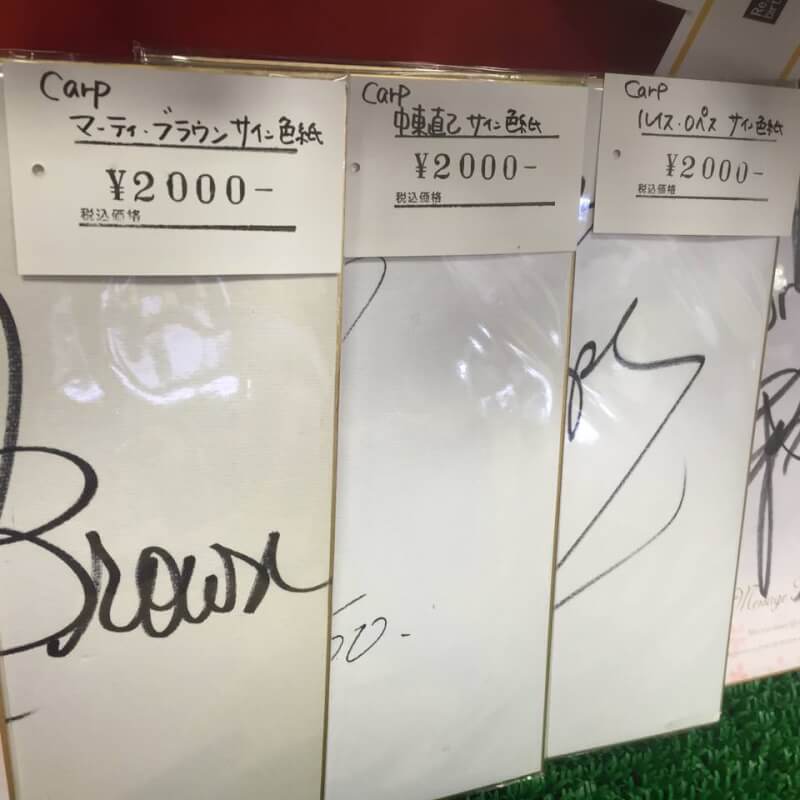 Carp
マーティ・ブラウン サイン色紙
¥2000-
税込価格
Carp
中東直己 サイン色紙
¥2000-
税込価格
Carp
ルイス・ロペス サイン色紙
¥2000-
税込価格
Brown
50-